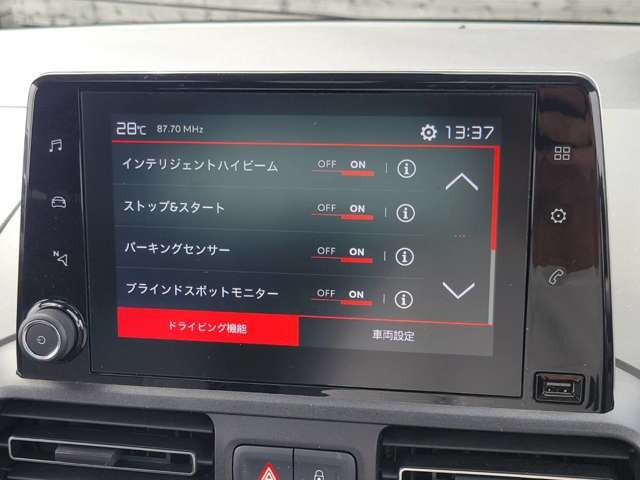 28℃ 87.70 MHz 13:37
インテリジェントハイビーム OFF ON
ストップ&スタート OFF ON
パーキングセンサー OFF ON
ブラインドスポットモニター OFF ON
ドライビング機能 車両設定
N